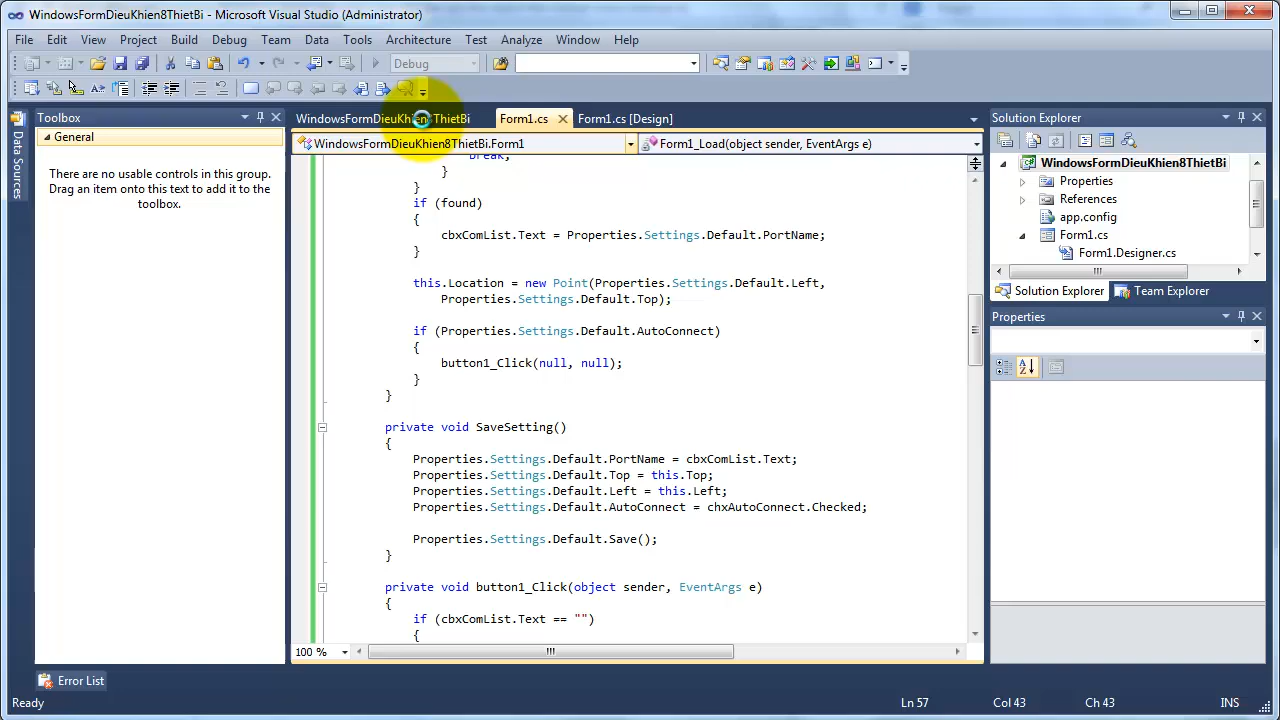 WindowsFormDieuKhien8ThietBi - Microsoft Visual Studio (Administrator)
File Edit View Project Build Debug Team Data Tools Architecture Test Analyze Window Help
Debug
Toolbox
General
There are no usable controls in this group. Drag an item onto this text to add it to the toolbox.
Data Sources
WindowsFormDieuKhien8ThietBi Form1.cs Form1.cs [Design]
WindowsFormDieuKhien8ThietBi.Form1 Form1_Load(object sender, EventArgs e)
break;
}
}
if (found)
{
cbxComList.Text = Properties.Settings.Default.PortName;
}
this.Location = new Point(Properties.Settings.Default.Left,
Properties.Settings.Default.Top);
if (Properties.Settings.Default.AutoConnect)
{
button1_Click(null, null);
}
}
private void SaveSetting()
{
Properties.Settings.Default.PortName = cbxComList.Text;
Properties.Settings.Default.Top = this.Top;
Properties.Settings.Default.Left = this.Left;
Properties.Settings.Default.AutoConnect = chxAutoConnect.Checked;
Properties.Settings.Default.Save();
}
private void button1_Click(object sender, EventArgs e)
{
if (cbxComList.Text == "")
{
100 %
Solution Explorer
WindowsFormDieuKhien8ThietBi
Properties
References
app.config
Form1.cs
Form1.Designer.cs
Solution Explorer Team Explorer
Properties
Error List
Ready Ln 57 Col 43 Ch 43 INS